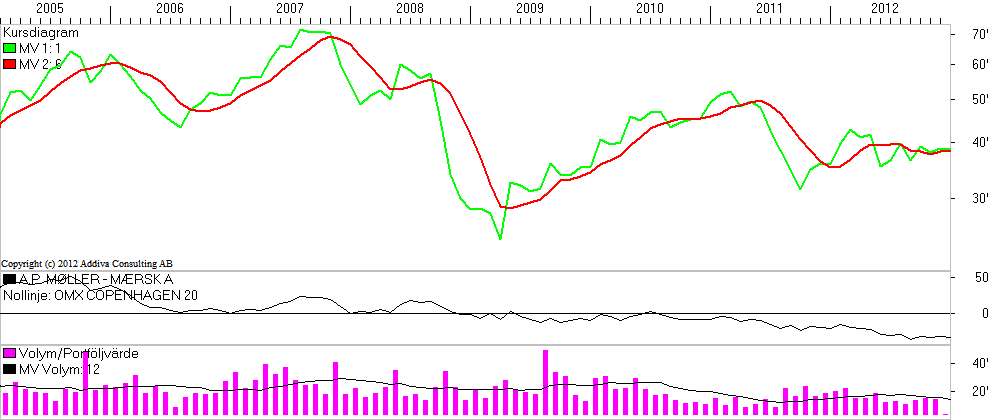 2005 2006 2007 2008 2009 2010 2011 2012
Kursdiagram
MV 1: 1
MV 2: 6
70'
60'
50'
40'
30'
Copyright (c) 2012 Addiva Consulting AB
A.P. MØLLER - MÆRSK A
Nollinje: OMX COPENHAGEN 20
50
0
Volym/Portföljvärde
MV Volym: 12
40'
20'